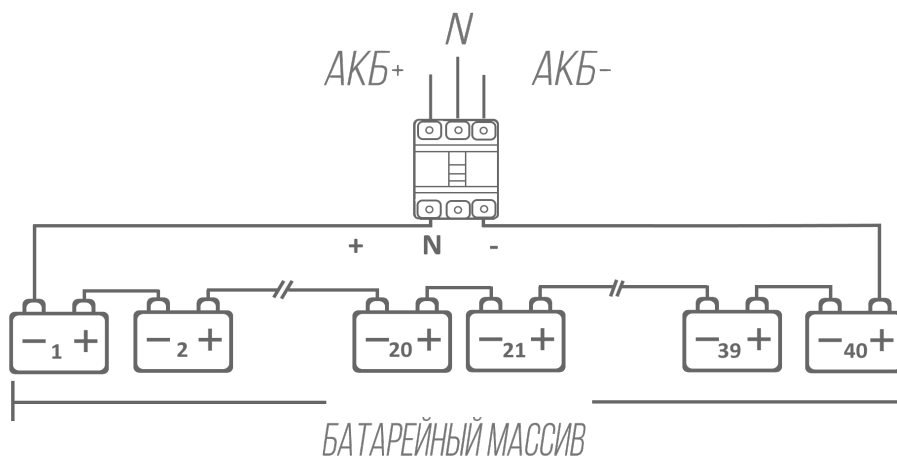 N
АКБ+ АКБ-
+ N -
- 1 + - 2 + - 20 + - 21 + - 39 + - 40 +
БАТАРЕЙНЫЙ МАССИВ